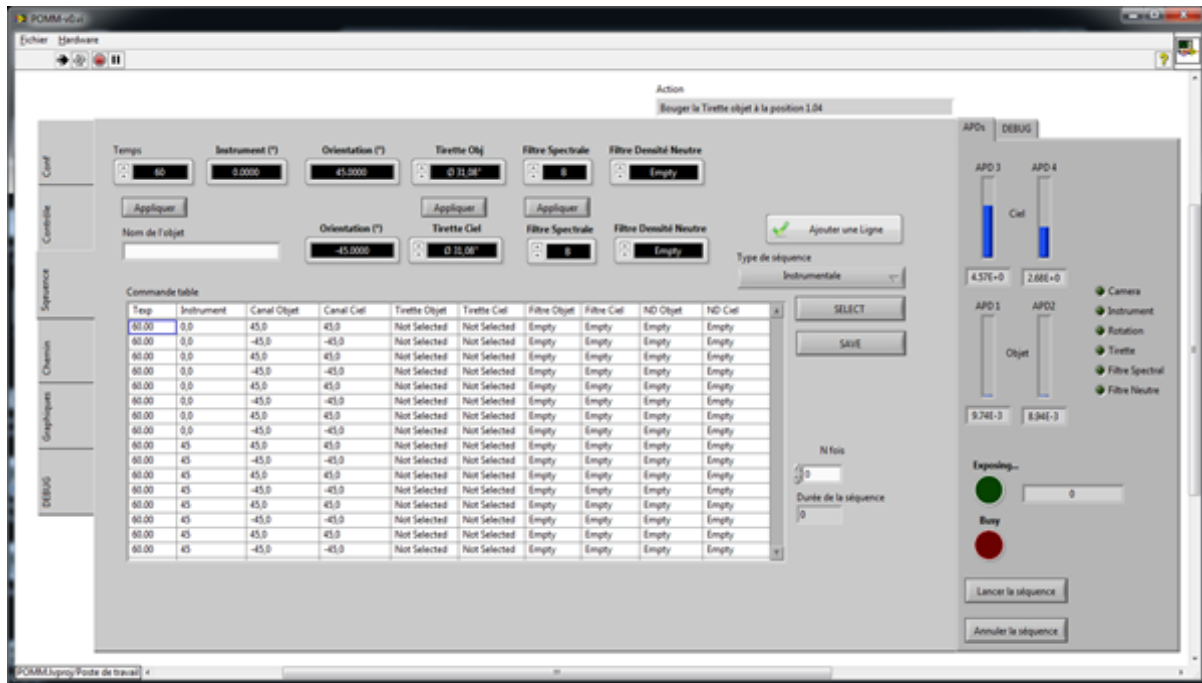 POMM-v0.vi
Fichier Hardware
Action
Bouger la Tirette objet à la position 1.04
APDs DEBUG
Conf
Contrôle
Sqeuence
Chemin
Graphiques
DEBUG
Temps Instrument (°) Orientation (°) Tirette Obj Filtre Spectrale Filtre Densité Neutre
60 0.0000 45.0000 Ø 31,08" B Empty
Appliquer Appliquer Appliquer
Nom de l'objet Orientation (°) Tirette Ciel Filtre Spectrale Filtre Densité Neutre
-45.0000 Ø 31,08" B Empty
Ajouter une Ligne
Type de séquence
Instrumentale
SELECT
SAVE
N fois
0
Durée de la séquence
0
Commande table
Texp Instrument Canal Objet Canal Ciel Tirette Objet Tirette Ciel Filtre Objet Filtre Ciel ND Objet ND Ciel
60.00 0,0 45,0 45,0 Not Selected Not Selected Empty Empty Empty Empty
60.00 0,0 -45,0 -45,0 Not Selected Not Selected Empty Empty Empty Empty
60.00 0,0 45,0 45,0 Not Selected Not Selected Empty Empty Empty Empty
60.00 0,0 -45,0 -45,0 Not Selected Not Selected Empty Empty Empty Empty
60.00 0,0 45,0 45,0 Not Selected Not Selected Empty Empty Empty Empty
60.00 0,0 -45,0 -45,0 Not Selected Not Selected Empty Empty Empty Empty
60.00 0,0 45,0 45,0 Not Selected Not Selected Empty Empty Empty Empty
60.00 0,0 -45,0 -45,0 Not Selected Not Selected Empty Empty Empty Empty
60.00 45 45,0 45,0 Not Selected Not Selected Empty Empty Empty Empty
60.00 45 -45,0 -45,0 Not Selected Not Selected Empty Empty Empty Empty
60.00 45 45,0 45,0 Not Selected Not Selected Empty Empty Empty Empty
60.00 45 -45,0 -45,0 Not Selected Not Selected Empty Empty Empty Empty
60.00 45 45,0 45,0 Not Selected Not Selected Empty Empty Empty Empty
60.00 45 -45,0 -45,0 Not Selected Not Selected Empty Empty Empty Empty
60.00 45 45,0 45,0 Not Selected Not Selected Empty Empty Empty Empty
60.00 45 -45,0 -45,0 Not Selected Not Selected Empty Empty Empty Empty
APD 3 APD 4
Ciel
4.57E+0 2.68E+0
APD 1 APD2
Objet
9.74E-3 8.94E-3
Camera
Instrument
Rotation
Tirette
Filtre Spectral
Filtre Neutre
Exposing...
0
Busy
Lancer la séquence
Annuler la séquence
POMM.lvproj/Poste de travail